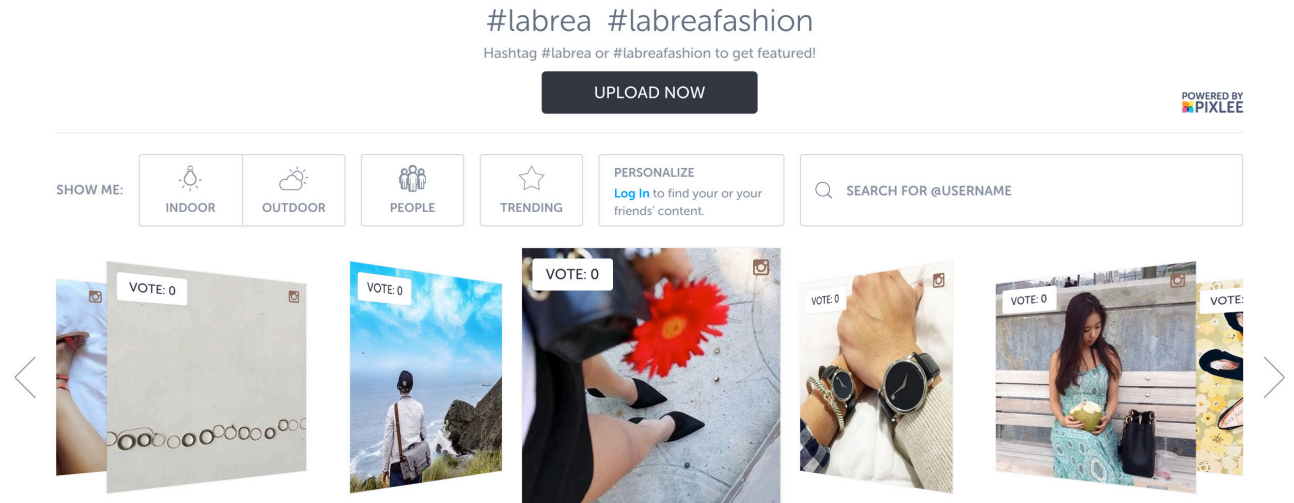 #labrea #labreafashion
Hashtag #labrea or #labreafashion to get featured!
UPLOAD NOW
POWERED BY
PIXLEE
SHOW ME:
INDOOR
OUTDOOR
PEOPLE
TRENDING
PERSONALIZE
Log In to find your or your
friends' content.
SEARCH FOR @USERNAME
VOTE: 0
VOTE: 0
VOTE: 0
VOTE: 0
VOTE: 0
VOTE: